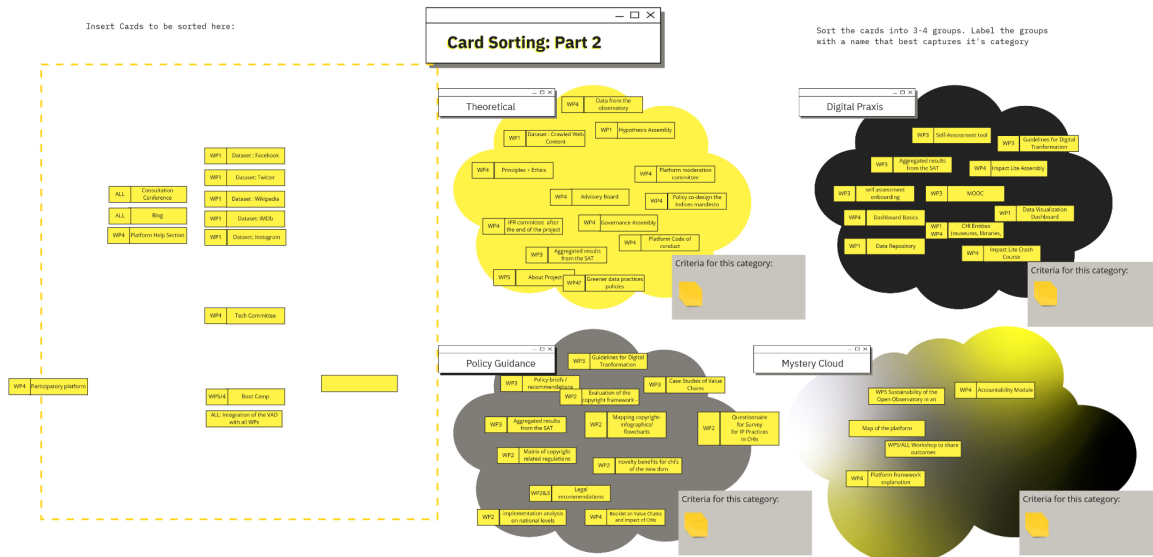 Insert Cards to be sorted here:
Card Sorting: Part 2
Sort the cards into 3-4 groups. Label the groups
with a name that best captures it's category
ALL Consultation
Conference
ALL Blog
WP4 Platform Help Section
WP1 Dataset : Facebook
WP1 Dataset: Twitter
WP1 Dataset : Wikipedia
WP1 Dataset: IMDb
WP1 Dataset: Instagram
WP4 Tech Committee
WP4 Participatory platform
WP5/4 Boot Camp
ALL: Integration of the VAD
with all WPs
Theoretical
WP4 Data from the
observatory
WP1 Dataset : Crawled Web
Content
WP1 Hypothesis Assembly
WP4 Principles + Ethics
WP4 Platform moderation
committee
WP4 Advisory Board
WP4 Policy co-design the
Indices manifesto
WP4 IPR committee after
the end of the project
WP4 Governance Assembly
WP4 Platform Code of
conduct
WP3 Aggregated results
from the SAT
WP5 About Project
WP4? Greener data practices
policies
Criteria for this category:
Digital Praxis
WP3 Self-Assessment tool
WP3 Guidelines for Digital
Tranformacion
WP3 Aggregated results
from the SAT
WP4 Impact Lite Assembly
WP3 self assessment
onboarding
WP3 MOOC
WP4 Dashboard Basics
WP1 Data Visualization
Dashboard
WP1
WP4 CHI Entities
(museums, libraries,
WP1 Data Repository
WP4 Impact Lite Crash
Course
Criteria for this category:
Policy Guidance
WP3 Guidelines for Digital
Tranformation
WP3 Policy briefs /
recommendations
WP3 Case Studies of Value
Chains
WP2 Evaluation of the
copyright framework -
WP3 Aggregated results
from the SAT
WP2 Mapping copyright-
infographics/
flowcharts
WP2 Questionnaire
for Survey
for IP Practices
in CHIs
WP2 Matrix of copyright
related regulations
WP2 novelty benefits for chi's
of the new dsm
WP2&3 Legal
recommendations
WP2 Implementation analysis
on national levels
WP4 Booklet on Value Chains
and Impact of CHIs
Criteria for this category:
Mystery Cloud
WP5 Sustainability of the
Open Observatory in an
WP4 Accountability Module
Map of the platform
WP5/ALL Workshop to share
outcomes
WP4 Platform framework
explanation
Criteria for this category: